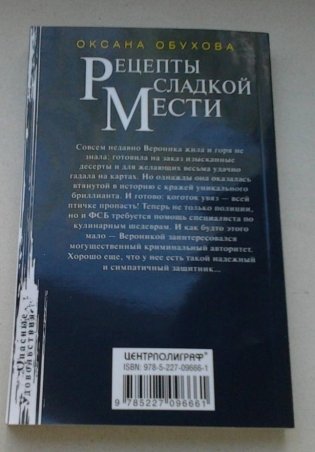 ОКСАНА ОБУХОВА
РЕЦЕПТЫ
СЛАДКОЙ
МЕСТИ
Совсем недавно Вероника жила и горя не
знала: готовила на заказ изысканные
десерты и для желающих весьма удачно
гадала на картах. Но однажды она оказалась
втянутой в историю с кражей уникального
бриллианта. И готово: коготок увяз — всей
птичке пропасть! Теперь не только полиции,
но и ФСБ требуется помощь специалиста по
кулинарным шедеврам. И как будто этого
мало — Вероникой заинтересовался
могущественный криминальный авторитет.
Хорошо еще, что у нее есть такой надежный
и симпатичный защитник...
Опасные
удовольствия
ЦЕНТРПОЛИГРАФ®
ISBN: 978-5-227-09666-1
9 785227 096661